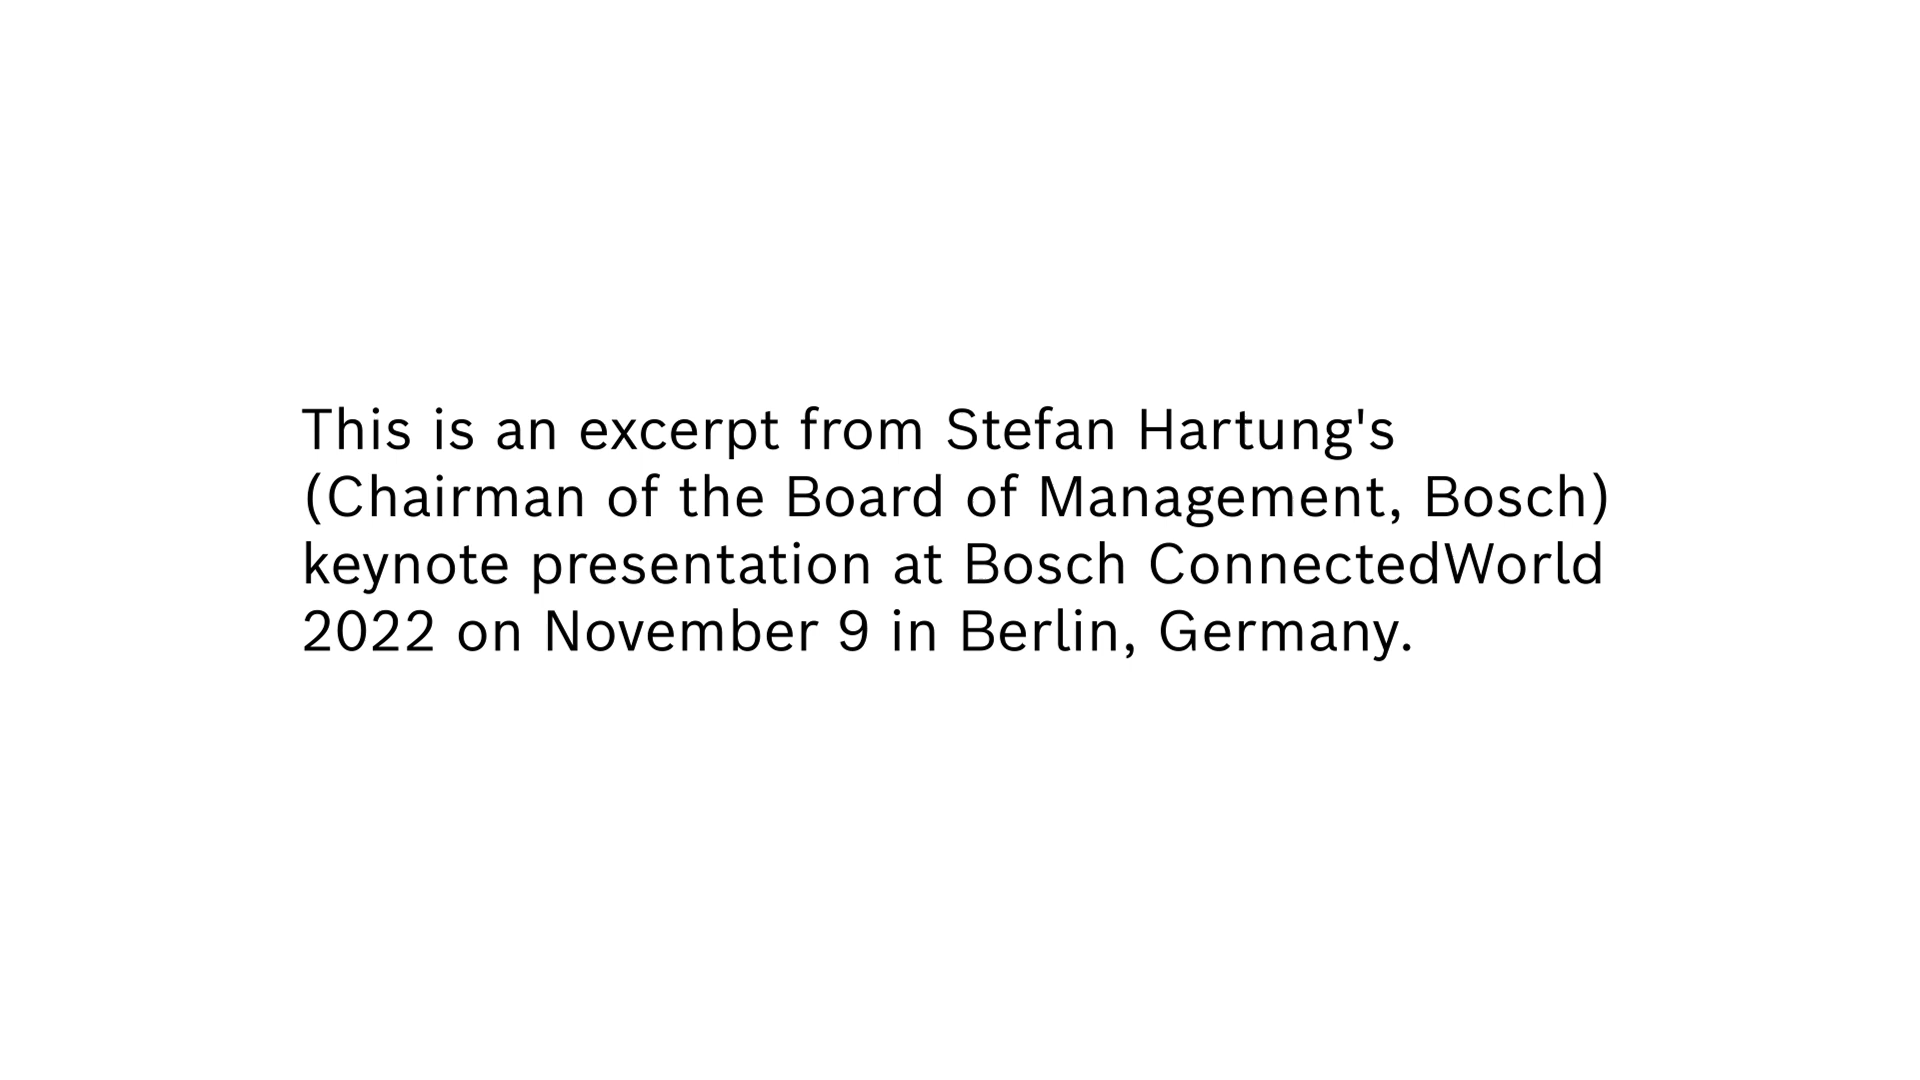 This is an excerpt from Stefan Hartung's
(Chairman of the Board of Management, Bosch)
keynote presentation at Bosch ConnectedWorld
2022 on November 9 in Berlin, Germany.